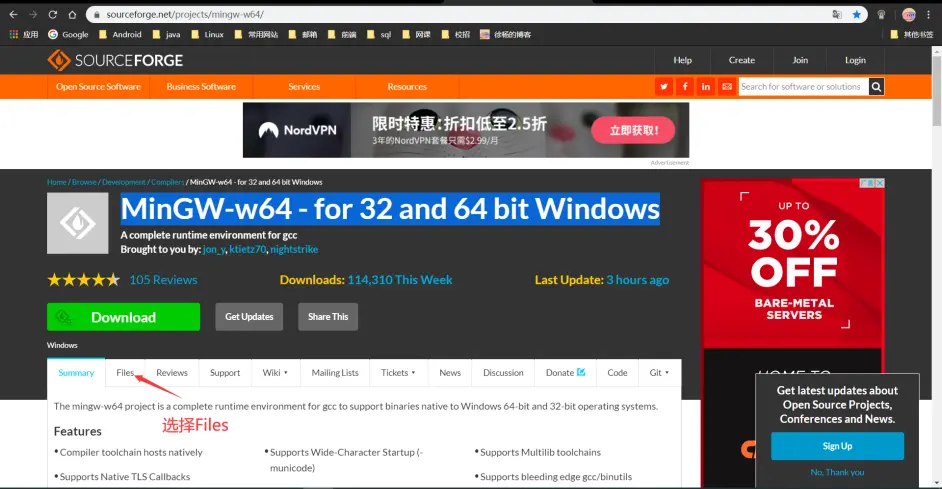 sourceforge.net/projects/mingw-w64/
应用 Google Android java Linux 常用网站 邮箱 前端 sql 网课 校招 徐杨的博客 其他书签
SOURCEFORGE Help Create Join Login
Open Source Software Business Software Services Resources Search for software or solutions
NordVPN 限时特惠：折扣低至2.5折 立即获取！
3年的NordVPN套餐只需$2.99/月
Advertisement
Home / Browse / Development / Compilers / MinGW-w64 - for 32 and 64 bit Windows
广告
MinGW-w64 - for 32 and 64 bit Windows
A complete runtime environment for gcc
Brought to you by: jon_y, ktietz70, nightstrike
UP TO
30%
OFF
BARE-METAL
SERVERS
105 Reviews Downloads: 114,310 This Week Last Update: 3 hours ago
Download Get Updates Share This
Windows
Summary Files Reviews Support Wiki Mailing Lists Tickets News Discussion Donate Code Git
HOME TO
The mingw-w64 project is a complete runtime environment for gcc to support binaries native to Windows 64-bit and 32-bit operating systems.
选择Files
Features
• Compiler toolchain hosts natively
• Supports Native TLS Callbacks
• Supports Wide-Character Startup (-
municode)
• Supports Multilib toolchains
• Supports bleeding edge gcc/binutils
Get latest updates about
Open Source Projects,
Conferences and News.
Sign Up
No, Thank you